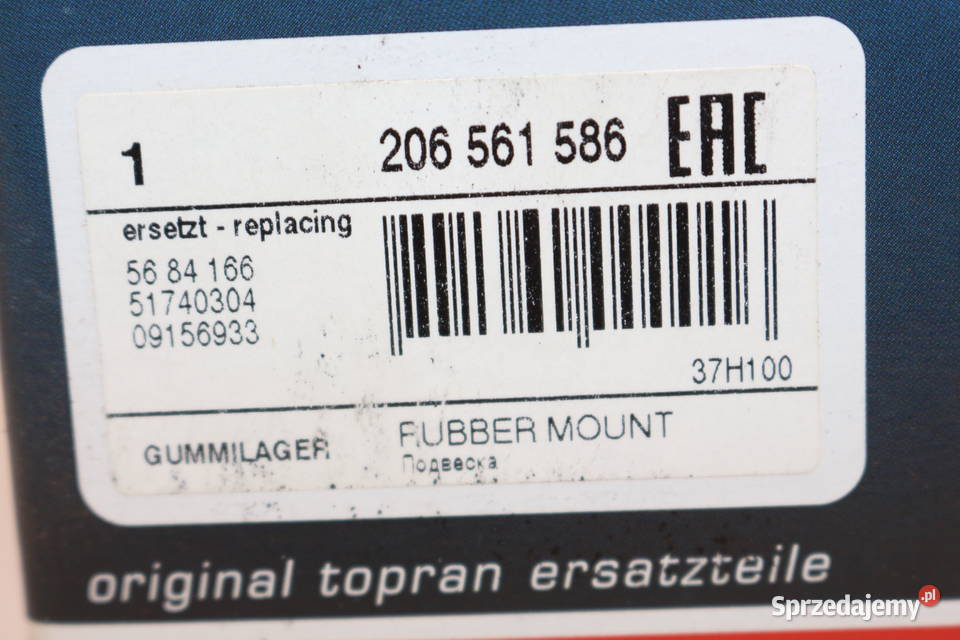 1 206 561 586 EAC
ersetzt - replacing
56 84 166
51740304
09156933
37H100
GUMMILAGER RUBBER MOUNT
Подвеска
original topran ersatzteile
Sprzedajemy.pl